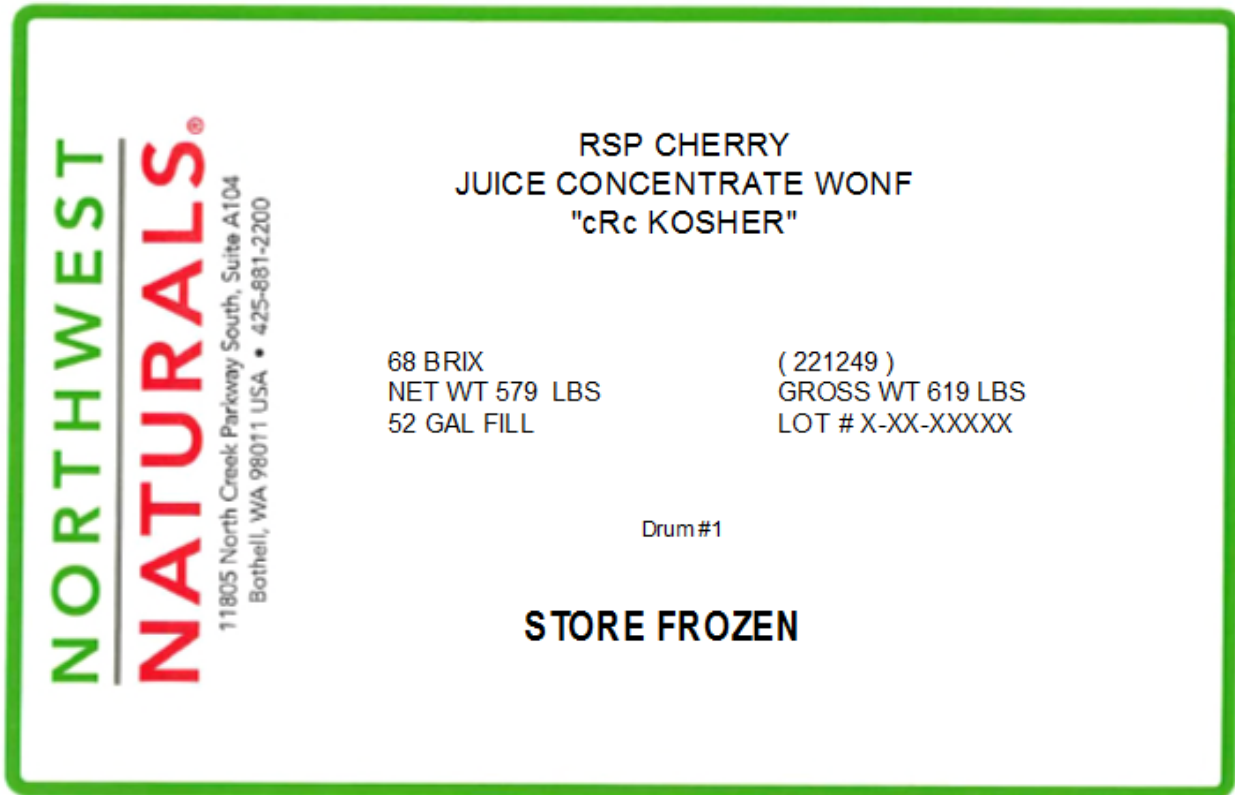 NORTHWEST
NATURALS®
11805 North Creek Parkway South, Suite A104
Bothell, WA 98011 USA • 425-881-2200
RSP CHERRY
JUICE CONCENTRATE WONF
"cRc KOSHER"
68 BRIX
NET WT 579 LBS
52 GAL FILL
( 221249 )
GROSS WT 619 LBS
LOT # X-XX-XXXXX
Drum #1
STORE FROZEN